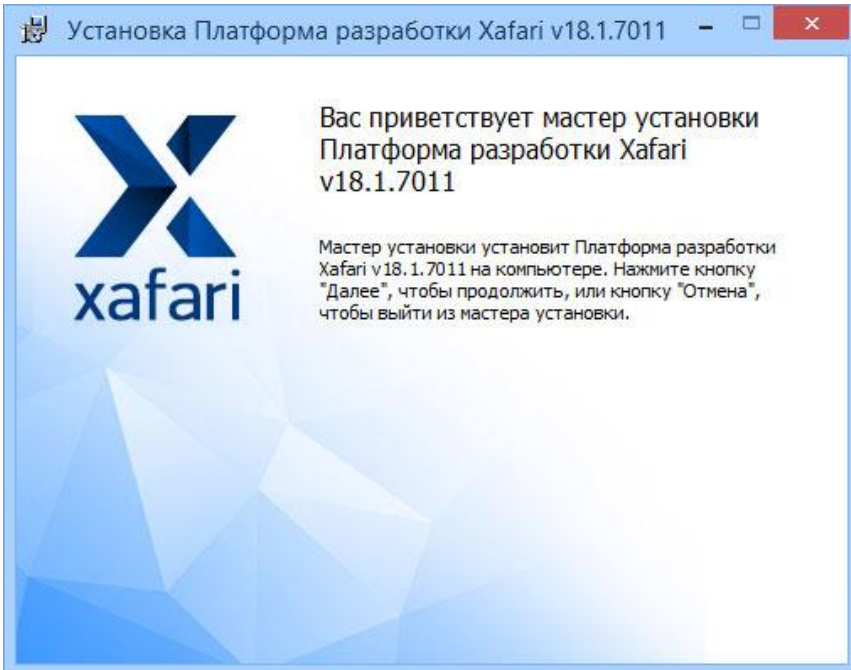 Установка Платформа разработки Xafari v18.1.7011
Вас приветствует мастер установки
Платформа разработки Xafari
v18.1.7011
xafari
Мастер установки установит Платформа разработки
Xafari v18.1.7011 на компьютере. Нажмите кнопку
"Далее", чтобы продолжить, или кнопку "Отмена",
чтобы выйти из мастера установки.